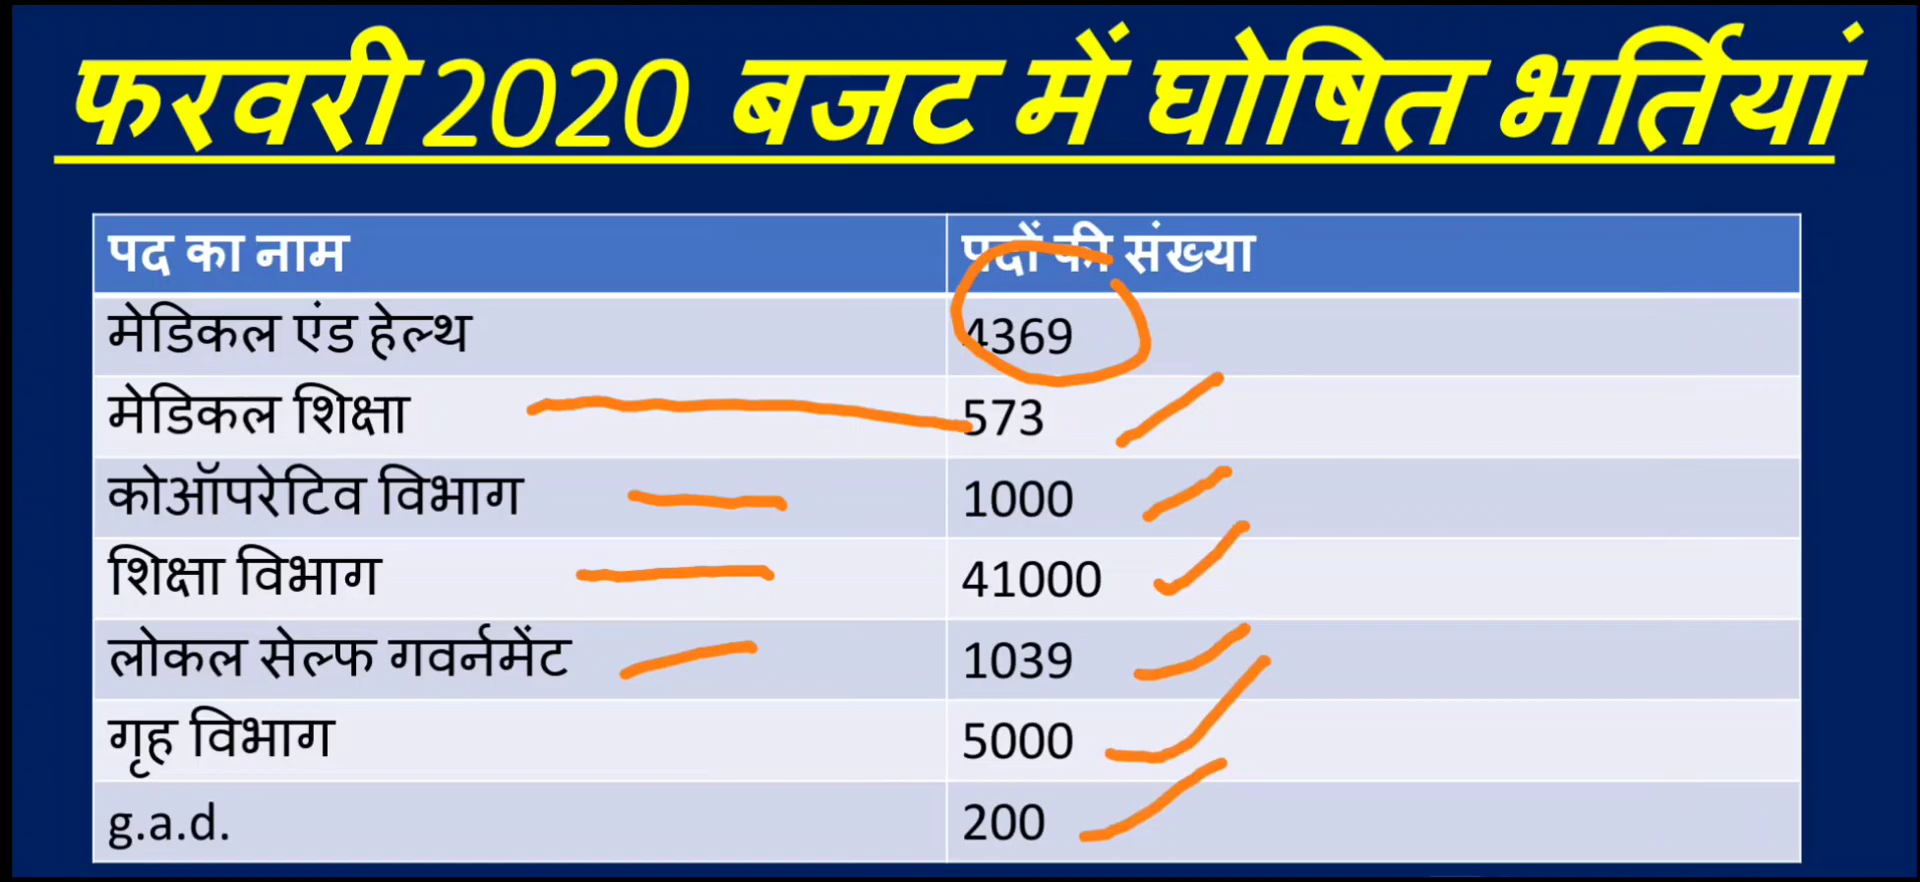 फरवरी 2020 बजट में घोषित भर्तियां
पद का नाम पदों की संख्या
मेडिकल एंड हेल्थ 4369
मेडिकल शिक्षा 573
कोऑपरेटिव विभाग 1000
शिक्षा विभाग 41000
लोकल सेल्फ गवर्नमेंट 1039
गृह विभाग 5000
g.a.d. 200